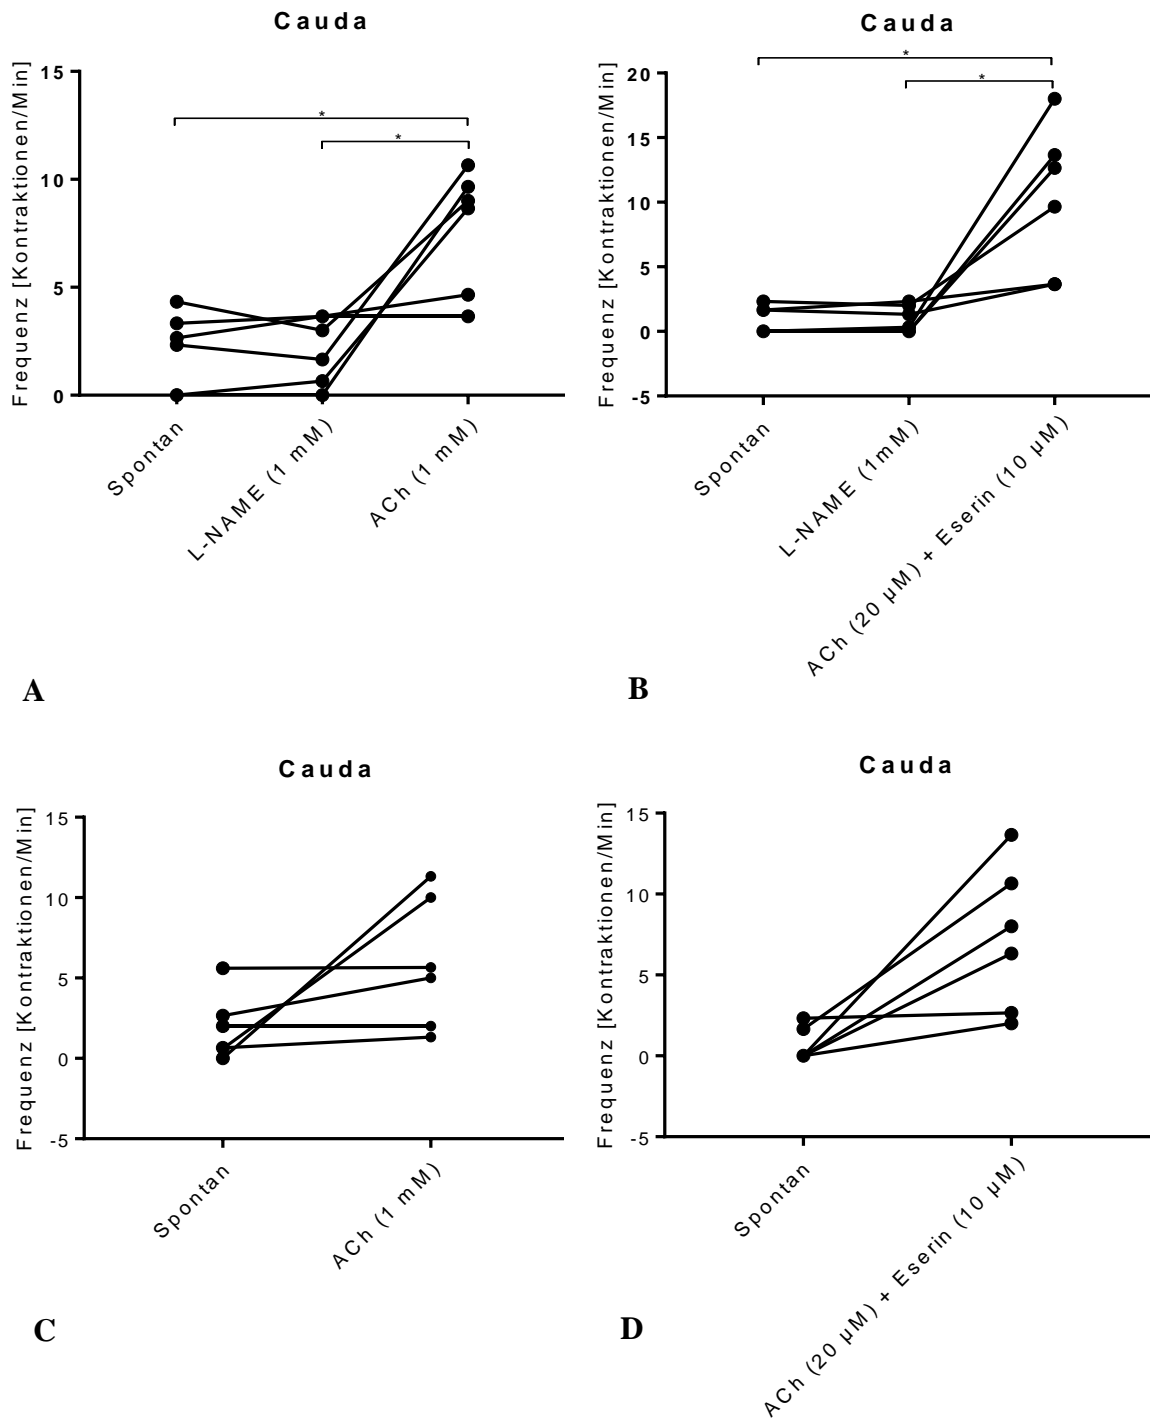 Cauda
Frequenz [Kontraktionen/Min]
15
10
5
0
*
*
Spontan
L-NAME (1 mM)
ACh (1 mM)
A
Cauda
Frequenz [Kontraktionen/Min]
20
15
10
5
0
-5
*
*
Spontan
L-NAME (1mM)
ACh (20 µM) + Eserin (10 µM)
B
Cauda
Frequenz [Kontraktionen/Min]
15
10
5
0
-5
Spontan
ACh (1 mM)
C
Cauda
Frequenz [Kontraktionen/Min]
15
10
5
0
-5
Spontan
ACh (20 µM) + Eserin (10 µM)
D